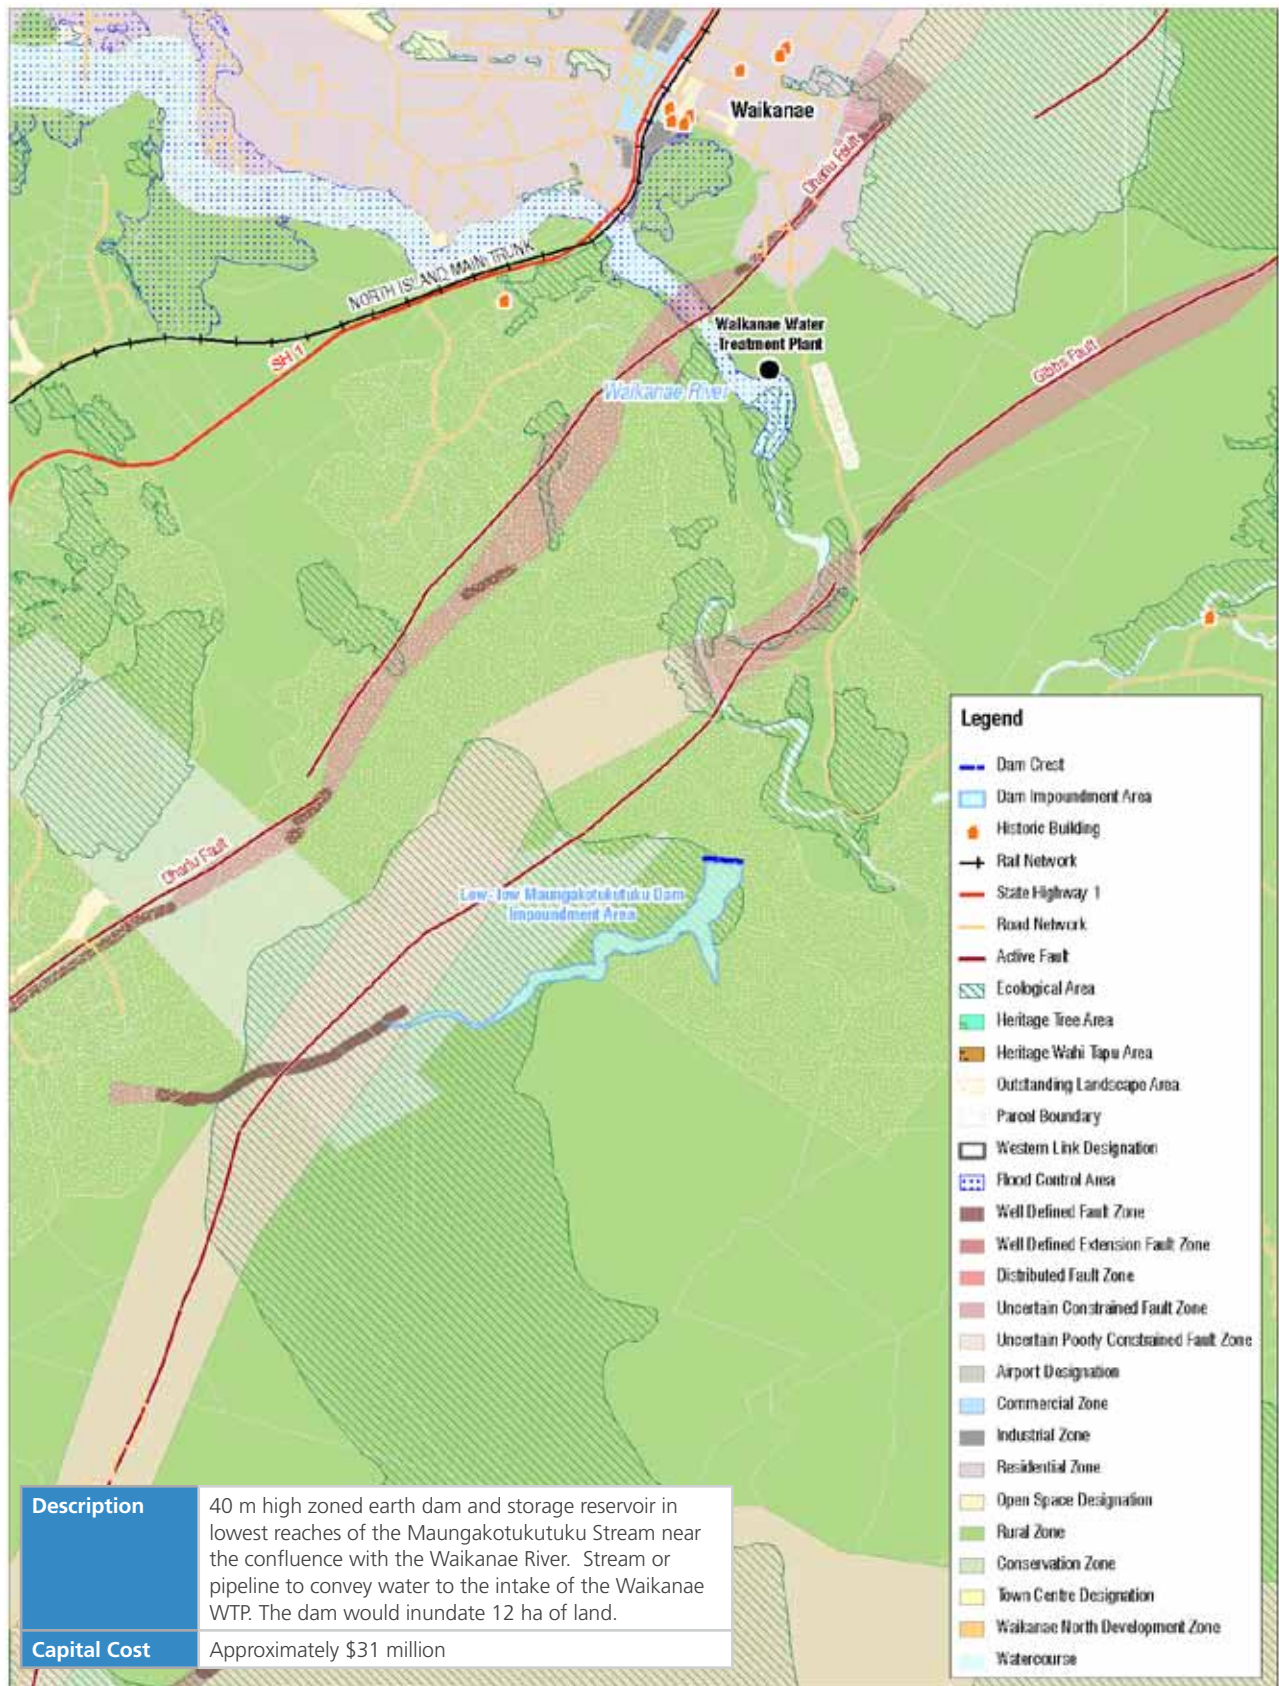 Waikanae
Ohariu Fault
NORTH ISLAND MAIN TRUNK
SH 1
Waikanae Water
Treatment Plant
Waikanae River
Gibbs Fault
Ohariu Fault
Low-low Maungakotukutuku Dam
Impoundment Area
Legend
Dam Crest
Dam Impoundment Area
Historic Building
Rail Network
State Highway 1
Road Network
Active Fault
Ecological Area
Heritage Tree Area
Heritage Wahi Tapu Area
Outstanding Landscape Area
Parcel Boundary
Western Link Designation
Flood Control Area
Well Defined Fault Zone
Well Defined Extension Fault Zone
Distributed Fault Zone
Uncertain Constrained Fault Zone
Uncertain Poorly Constrained Fault Zone
Airport Designation
Commercial Zone
Industrial Zone
Residential Zone
Open Space Designation
Rural Zone
Conservation Zone
Town Centre Designation
Waikanae North Development Zone
Watercourse
Description
40 m high zoned earth dam and storage reservoir in
lowest reaches of the Maungakotukutuku Stream near
the confluence with the Waikanae River. Stream or
pipeline to convey water to the intake of the Waikanae
WTP. The dam would inundate 12 ha of land.
Capital Cost
Approximately $31 million